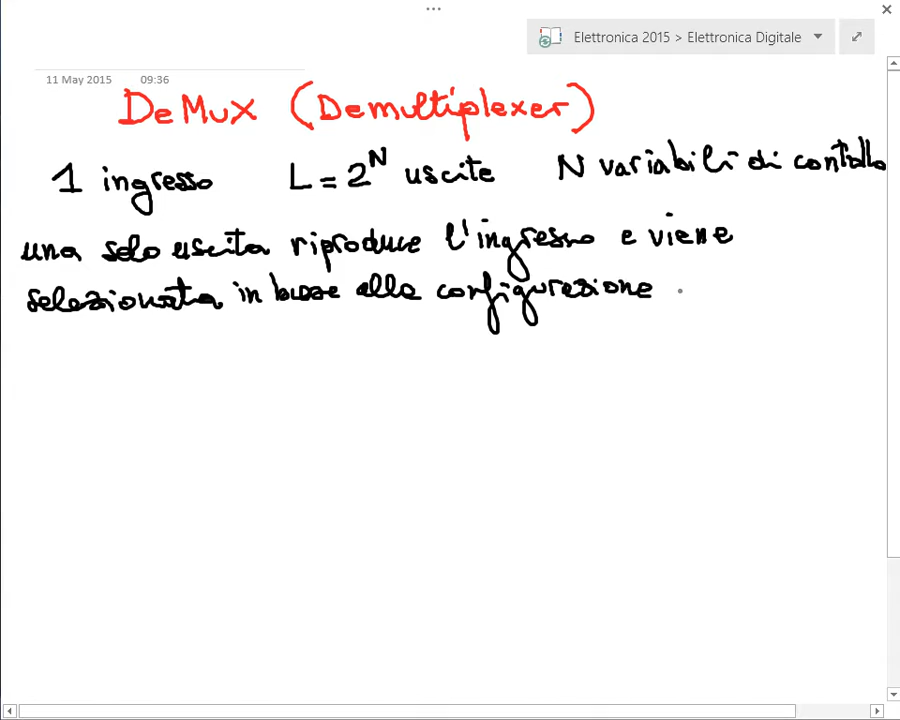 Elettronica 2015 > Elettronica Digitale
11 May 2015 09:36
DeMux (Demultiplexer)
1 ingresso L = 2^N uscite N variabili di controllo
una solo uscita riproduce l'ingresso e viene
selezionata in base alla configurazione